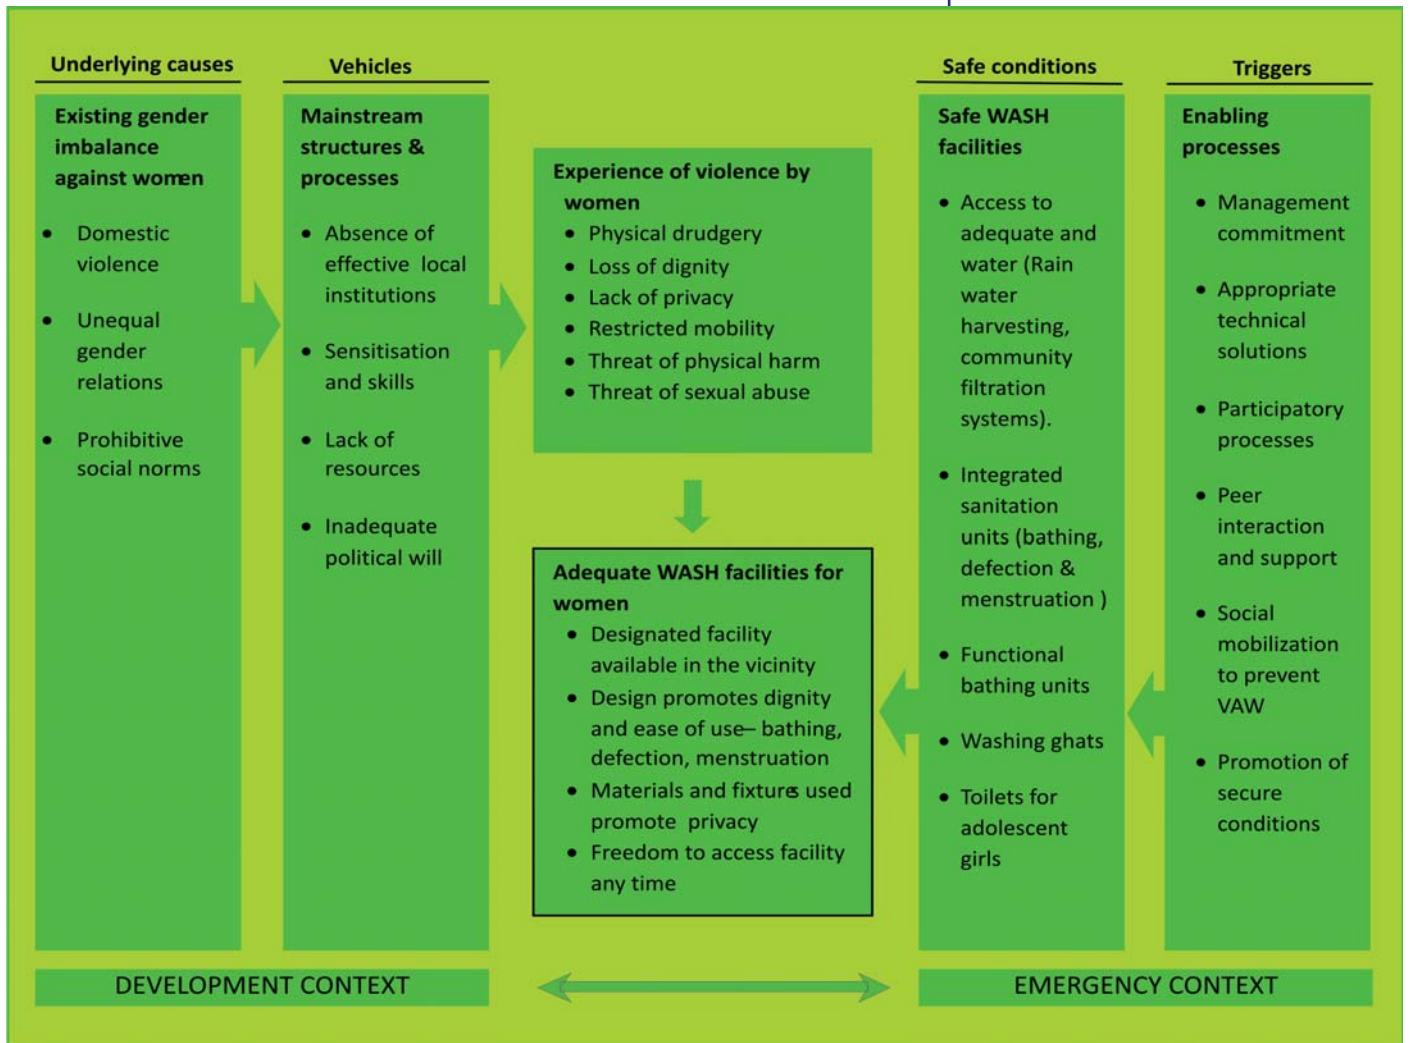 Underlying causes
Existing gender
imbalance
against women
• Domestic
violence
• Unequal
gender
relations
• Prohibitive
social norms
Vehicles
Mainstream
structures &
processes
• Absence of
effective local
institutions
• Sensitisation
and skills
• Lack of
resources
• Inadequate
political will
DEVELOPMENT CONTEXT
Experience of violence by
women
• Physical drudgery
• Loss of dignity
• Lack of privacy
• Restricted mobility
• Threat of physical harm
• Threat of sexual abuse
Adequate WASH facilities for
women
• Designated facility
available in the vicinity
• Design promotes dignity
and ease of use– bathing,
defection, menstruation
• Materials and fixtures used
promote privacy
• Freedom to access facility
any time
Safe conditions
Safe WASH
facilities
• Access to
adequate and
water (Rain
water
harvesting,
community
filtration
systems).
• Integrated
sanitation
units (bathing,
defection &
menstruation )
• Functional
bathing units
• Washing ghats
• Toilets for
adolescent
girls
Triggers
Enabling
processes
• Management
commitment
• Appropriate
technical
solutions
• Participatory
processes
• Peer
interaction
and support
• Social
mobilization
to prevent
VAW
• Promotion of
secure
conditions
EMERGENCY CONTEXT